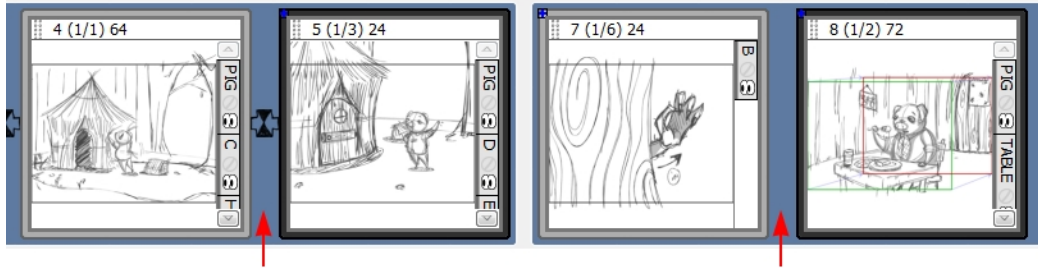 4 (1/1) 64
PIG
C
5 (1/3) 24
PIG
D
E
7 (1/6) 24
B
8 (1/2) 72
PIG
TABLE